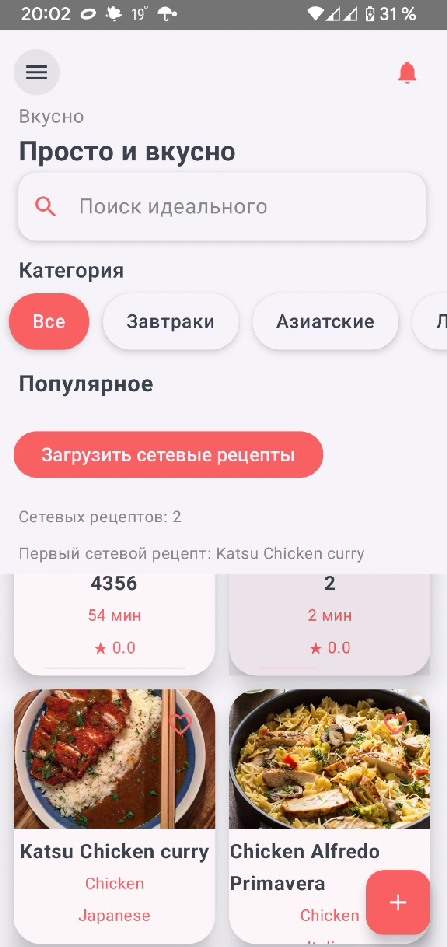 20:02 19° 31 %
Вкусно
Просто и вкусно
Поиск идеального
Категория
Все Завтраки Азиатские
Популярное
Загрузить сетевые рецепты
Сетевых рецептов: 2
Первый сетевой рецепт: Katsu Chicken curry
4356 2
54 мин 2 мин
★ 0.0 ★ 0.0
Katsu Chicken curry Chicken Alfredo
Primavera
Chicken Chicken
Japanese